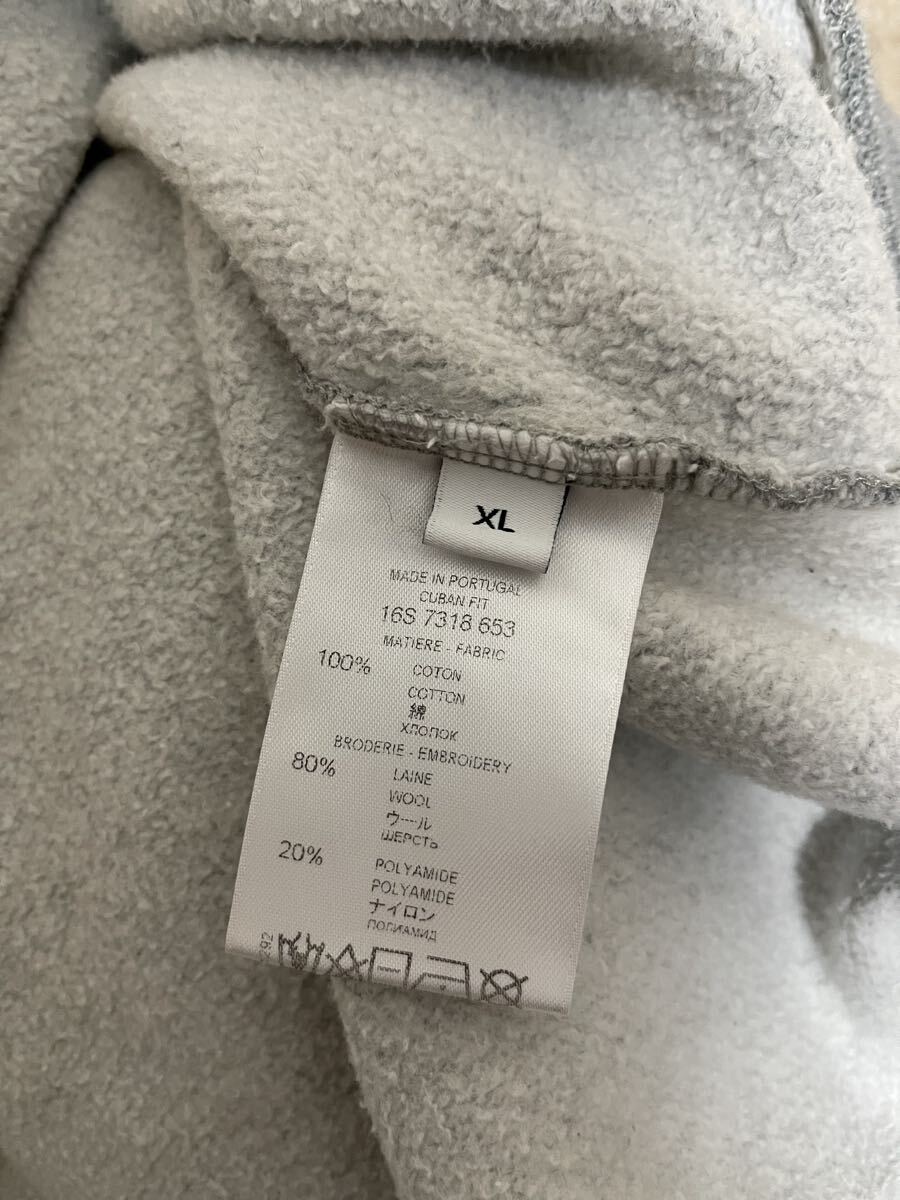 XL
MADE IN PORTUGAL
CUBAN FIT
16S 7318 653
MATIERE - FABRIC
100% COTON
COTTON
綿
ХЛОПОК
BRODERIE - EMBROIDERY
80% LAINE
WOOL
ウール
ШЕРСТЬ
20% POLYAMIDE
POLYAMIDE
ナイロン
ПОЛИАМИД
292